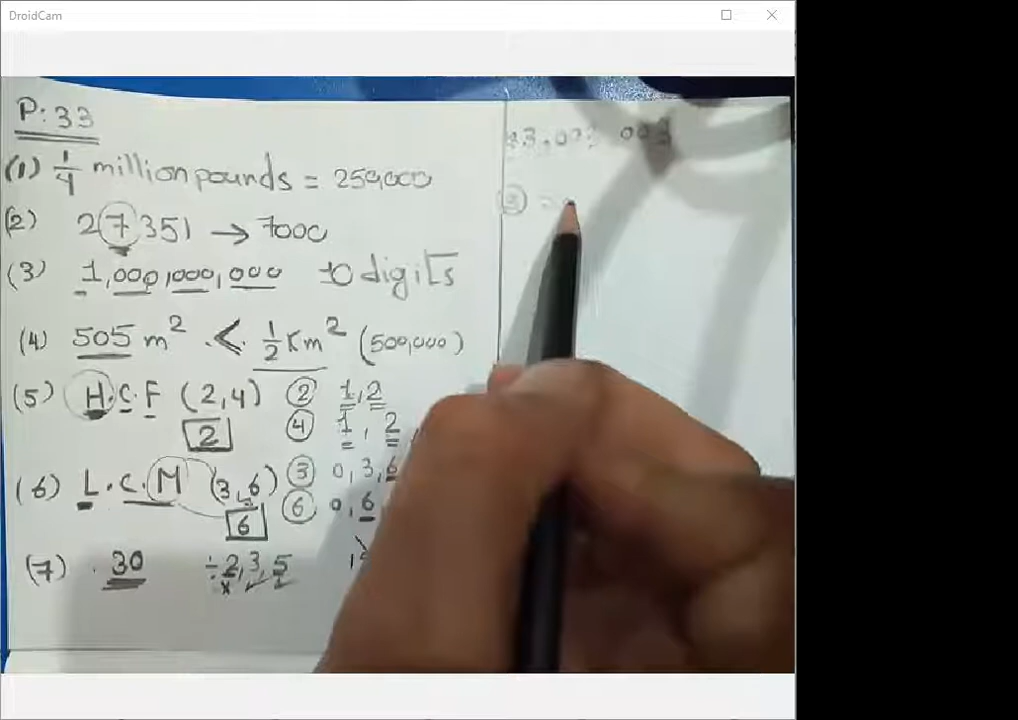 DroidCam
P: 33
(1) 1/4 million pounds = 250,000
(2) 27351 → 7000
(3) 1,000,000,000 10 digits
(4) 505 m² < 1/2 Km² (500,000)
(5) H.C.F (2,4) ② 1,2
2 ④ 1, 2
(6) L.C.M (3,6) ③ 0,3,6
6 ⑥ 0,6
(7) 30 ÷2,3,5